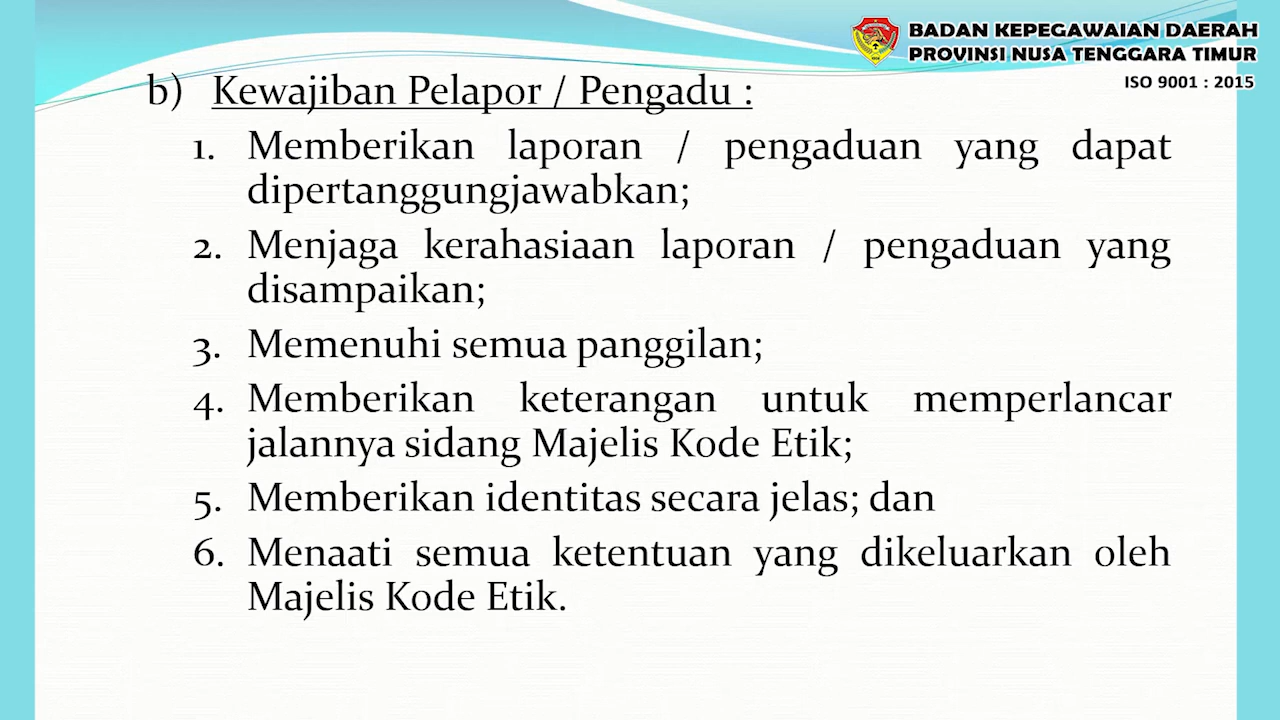 BADAN KEPEGAWAIAN DAERAH
PROVINSI NUSA TENGGARA TIMUR
ISO 9001 : 2015
b) Kewajiban Pelapor / Pengadu :
1. Memberikan laporan / pengaduan yang dapat
dipertanggungjawabkan;
2. Menjaga kerahasiaan laporan / pengaduan yang
disampaikan;
3. Memenuhi semua panggilan;
4. Memberikan keterangan untuk memperlancar
jalannya sidang Majelis Kode Etik;
5. Memberikan identitas secara jelas; dan
6. Menaati semua ketentuan yang dikeluarkan oleh
Majelis Kode Etik.